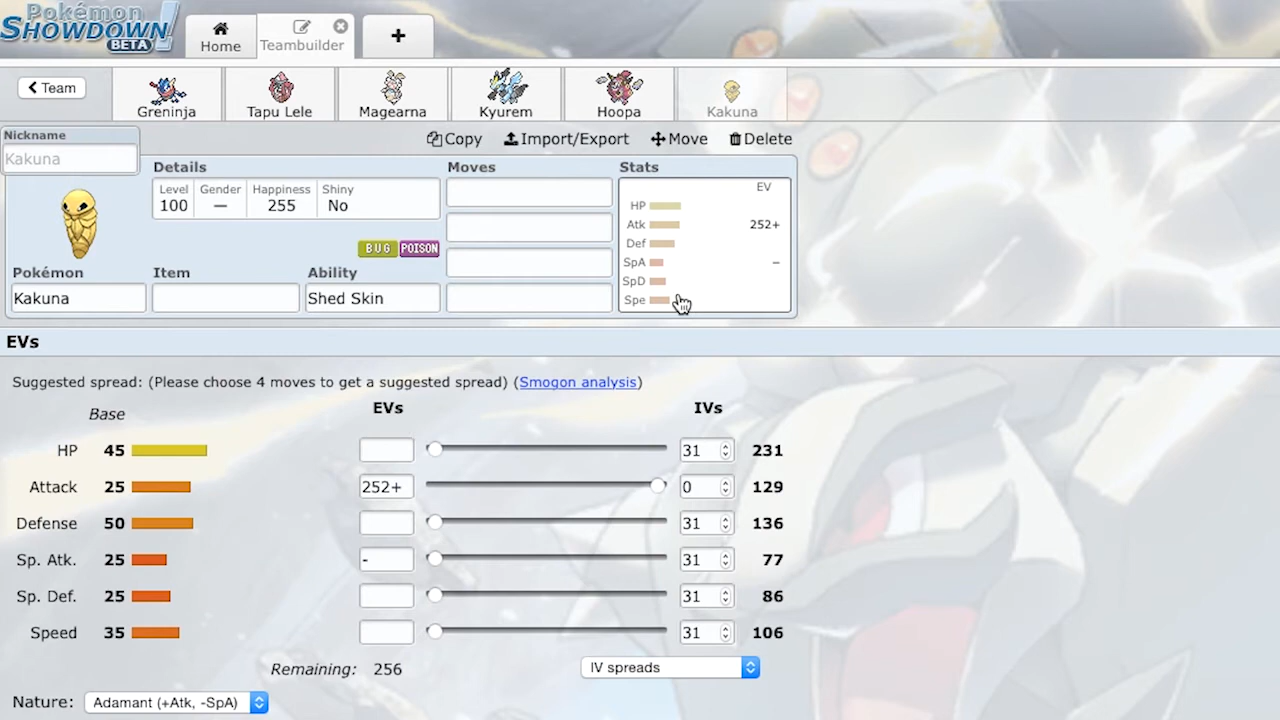 Pokémon
SHOWDOWN!
BETA
Home
Teambuilder
+
Team
Greninja
Tapu Lele
Magearna
Kyurem
Hoopa
Kakuna
Copy
Import/Export
Move
Delete
Nickname
Kakuna
Details
Level Gender Happiness Shiny
100 — 255 No
BUG POISON
Pokémon
Kakuna
Item
Ability
Shed Skin
Moves
Stats
EV
HP
Atk 252+
Def
SpA –
SpD
Spe
EVs
Suggested spread: (Please choose 4 moves to get a suggested spread) (Smogon analysis)
Base EVs IVs
HP 45 31 231
Attack 25 252+ 0 129
Defense 50 31 136
Sp. Atk. 25 - 31 77
Sp. Def. 25 31 86
Speed 35 31 106
Remaining: 256 IV spreads
Nature: Adamant (+Atk, -SpA)